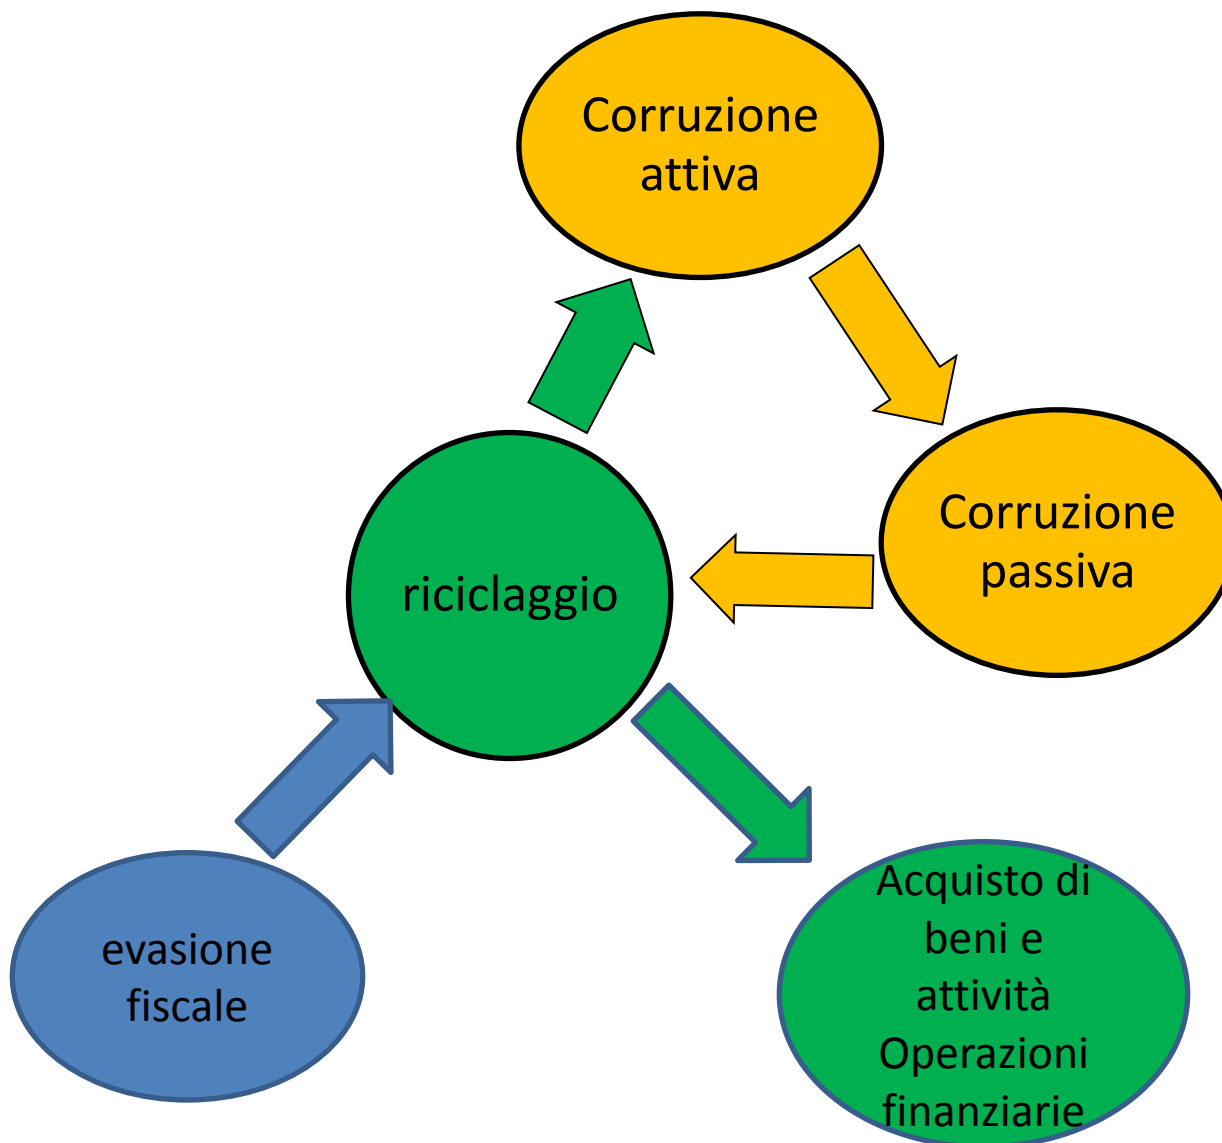 Corruzione
attiva
Corruzione
passiva
riciclaggio
evasione
fiscale
Acquisto di
beni e
attività
Operazioni
finanziarie